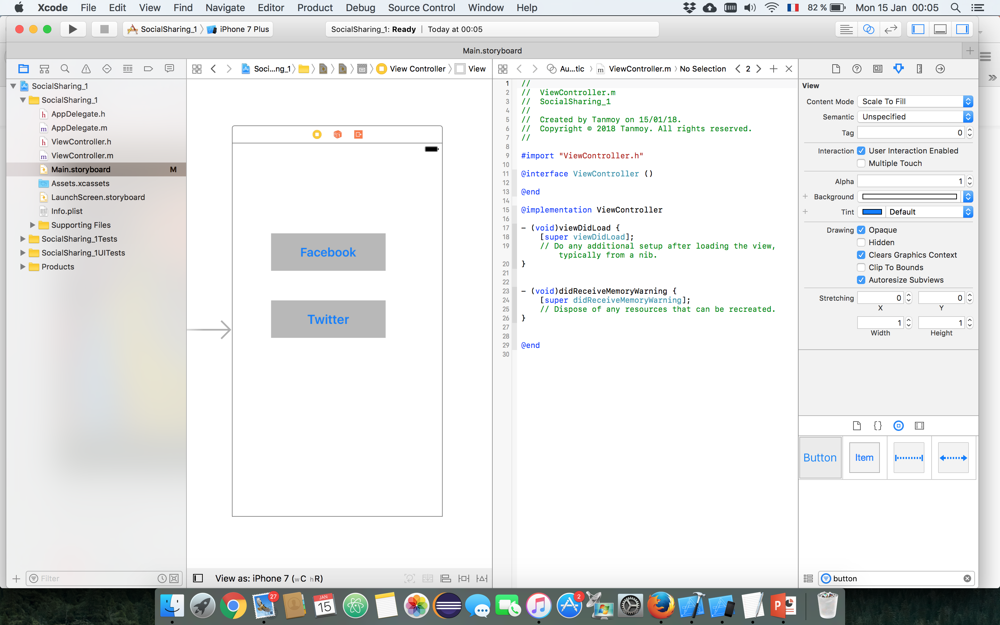 Xcode File Edit View Find Navigate Editor Product Debug Source Control Window Help 82 % Mon 15 Jan 00:05
SocialSharing_1 iPhone 7 Plus SocialSharing_1: Ready | Today at 00:05
Main.storyboard
Soci...ng_1 View Controller View
Au...tic m ViewController.m No Selection 2
SocialSharing_1
SocialSharing_1
h AppDelegate.h
m AppDelegate.m
h ViewController.h
m ViewController.m
Main.storyboard M
Assets.xcassets
LaunchScreen.storyboard
Info.plist
Supporting Files
SocialSharing_1Tests
SocialSharing_1UITests
Products
Filter
1
Facebook
Twitter
View as: iPhone 7 (wC hR)
1 //
2 //  ViewController.m
3 //  SocialSharing_1
4 //
5 //  Created by Tanmoy on 15/01/18.
6 //  Copyright © 2018 Tanmoy. All rights reserved.
7 //
8
9 #import "ViewController.h"
10
11 @interface ViewController ()
12
13 @end
14
15 @implementation ViewController
16
17 - (void)viewDidLoad {
18     [super viewDidLoad];
19     // Do any additional setup after loading the view,
typically from a nib.
20 }
21
22
23 - (void)didReceiveMemoryWarning {
24     [super didReceiveMemoryWarning];
25     // Dispose of any resources that can be recreated.
26 }
27
28
29 @end
30
View
Content Mode Scale To Fill
Semantic Unspecified
Tag 0
Interaction User Interaction Enabled
Multiple Touch
Alpha 1
+ Background
+ Tint Default
Drawing Opaque
Hidden
Clears Graphics Context
Clip To Bounds
Autoresize Subviews
Stretching 0 0
X Y
1 1
Width Height
{}
Button Item
button
27
JAN
15
2
P